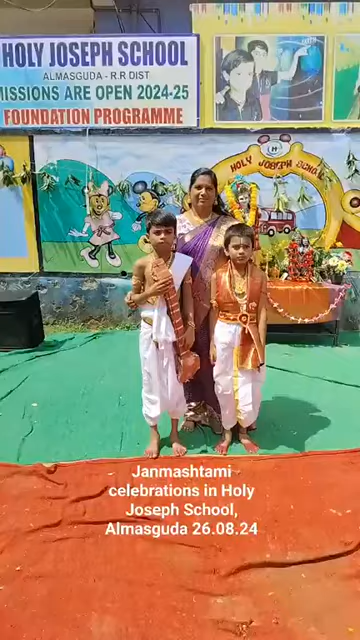 HOLY JOSEPH SCHOOL
ALMASGUDA - R.R DIST
MISSIONS ARE OPEN 2024-25
FOUNDATION PROGRAMME
H
HOLY JOSEPH SCHOOL
Janmashtami
celebrations in Holy
Joseph School,
Almasguda 26.08.24